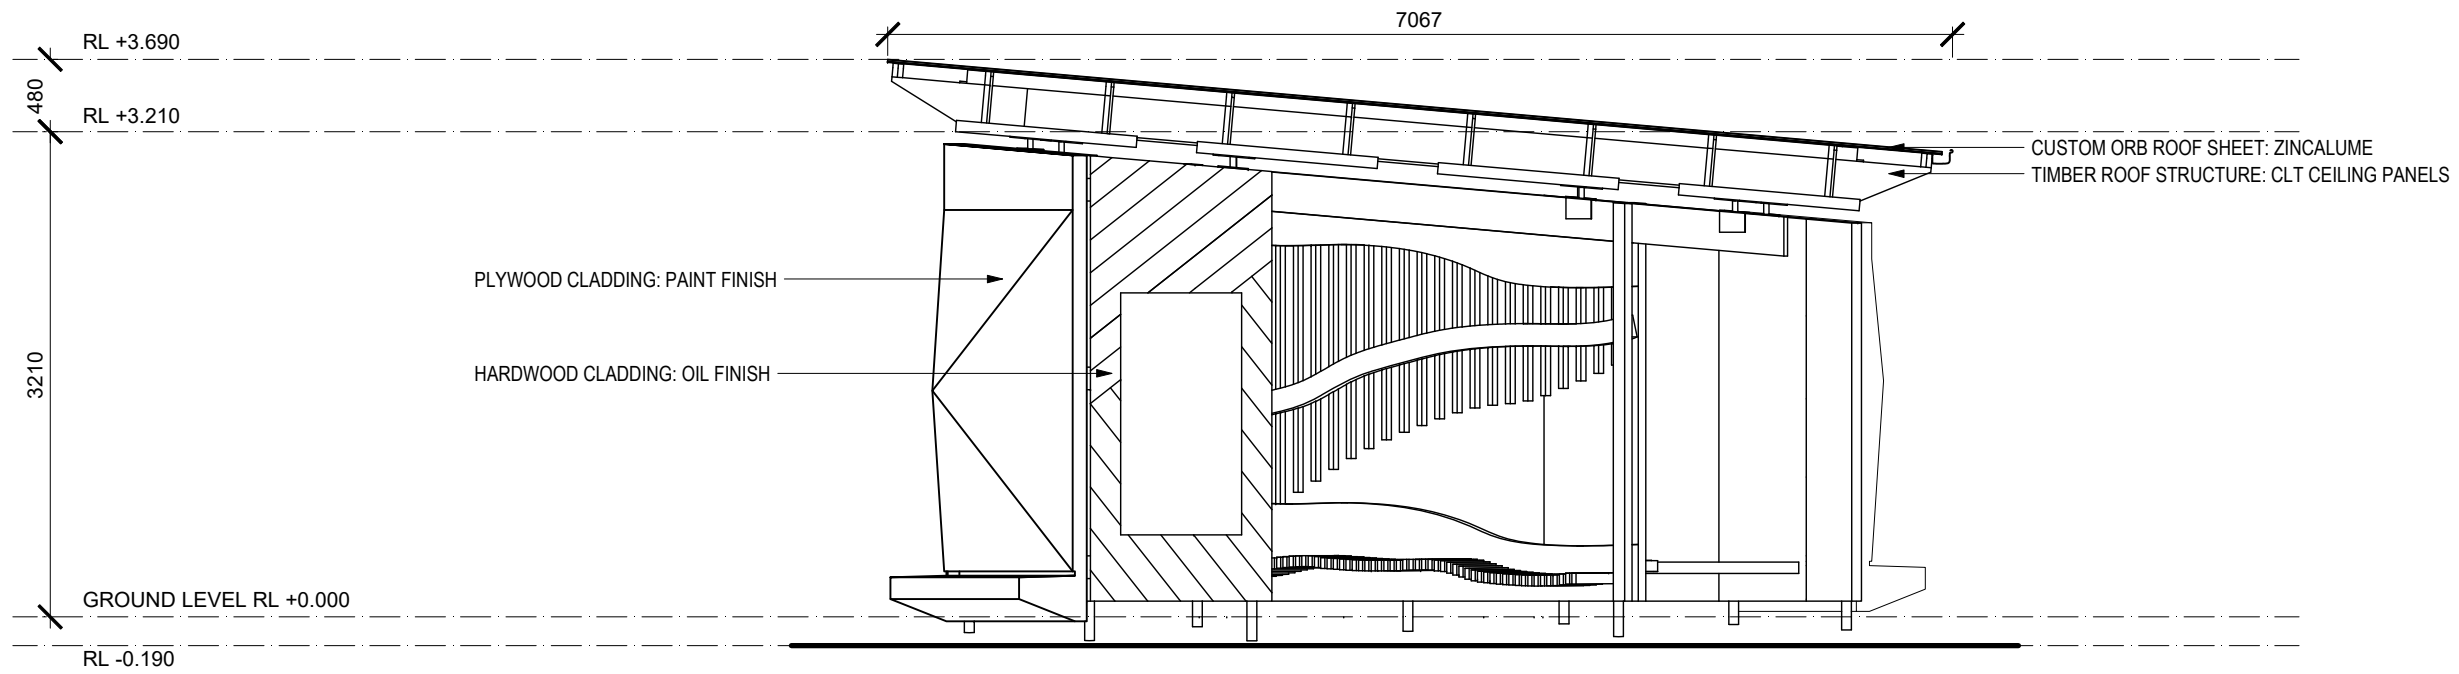 7067
RL +3.690
480
RL +3.210
CUSTOM ORB ROOF SHEET: ZINCALUME
TIMBER ROOF STRUCTURE: CLT CEILING PANELS
PLYWOOD CLADDING: PAINT FINISH
HARDWOOD CLADDING: OIL FINISH
3210
GROUND LEVEL RL +0.000
RL -0.190